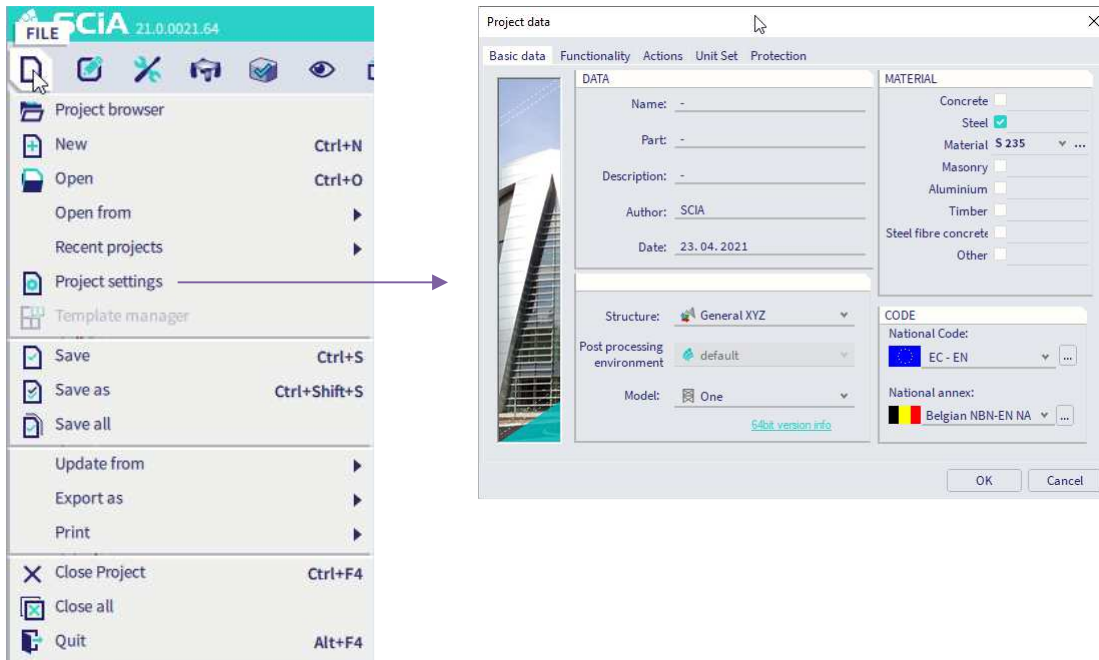 SCiA 21.0.0021.64
FILE
Project browser
New Ctrl+N
Open Ctrl+O
Open from
Recent projects
Project settings
Template manager
Save Ctrl+S
Save as Ctrl+Shift+S
Save all
Update from
Export as
Print
Close Project Ctrl+F4
Close all
Quit Alt+F4
Project data
Basic data Functionality Actions Unit Set Protection
DATA
Name: -
Part: -
Description: -
Author: SCIA
Date: 23. 04. 2021
Structure: General XYZ
Post processing
environment default
Model: One
64bit version info
MATERIAL
Concrete
Steel
Material S 235 ...
Masonry
Aluminium
Timber
Steel fibre concrete
Other
CODE
National Code:
EC - EN ...
National annex:
Belgian NBN-EN NA ...
OK Cancel